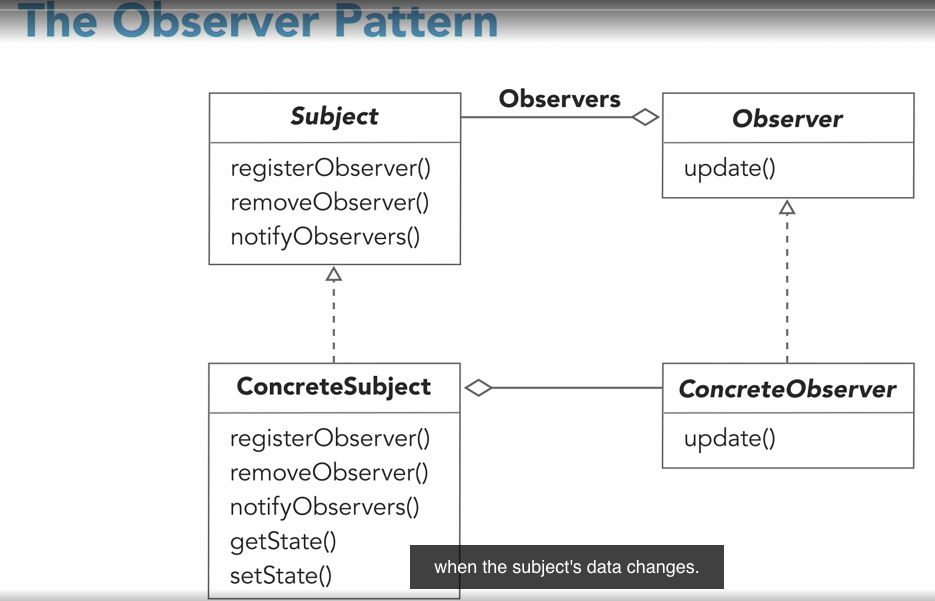 The Observer Pattern
Observers
Subject
registerObserver()
removeObserver()
notifyObservers()
Observer
update()
ConcreteSubject
registerObserver()
removeObserver()
notifyObservers()
getState()
setState()
ConcreteObserver
update()
when the subject's data changes.